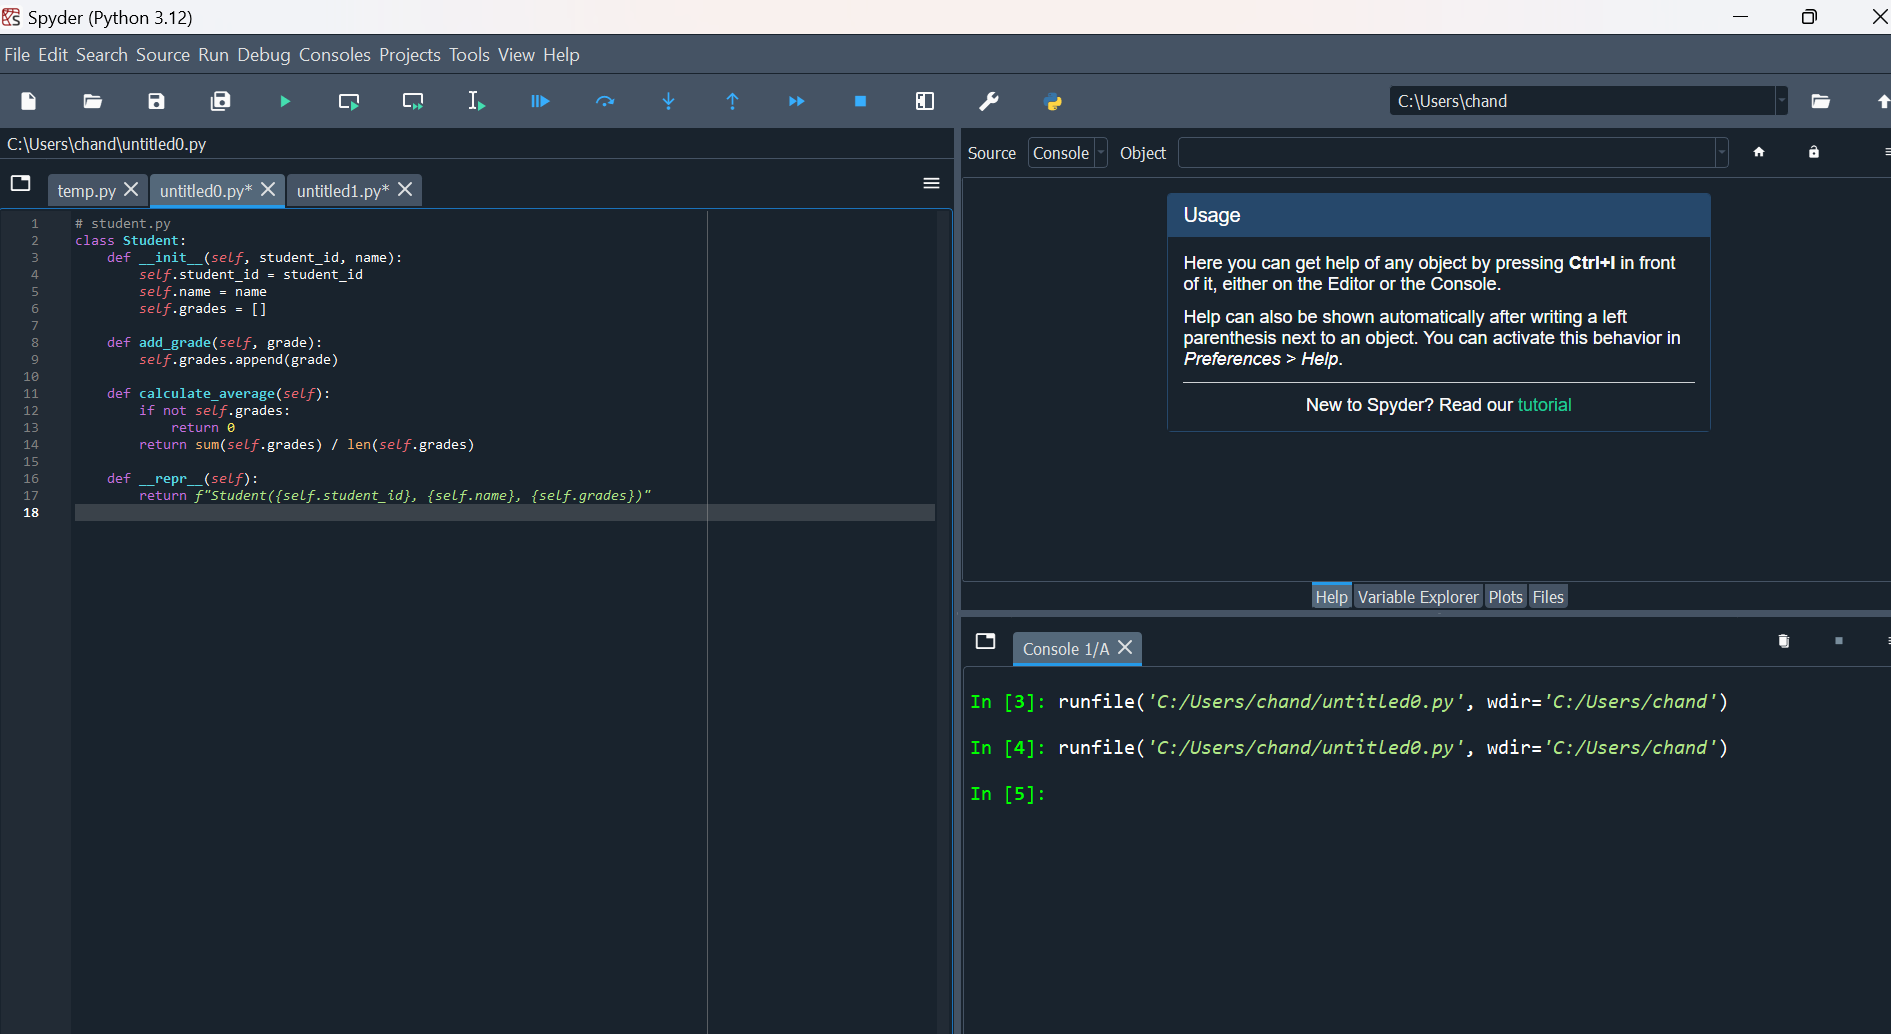 Spyder (Python 3.12)
File Edit Search Source Run Debug Consoles Projects Tools View Help
C:\Users\chand
C:\Users\chand\untitled0.py
temp.py untitled0.py* untitled1.py*
1 # student.py
2 class Student:
3     def __init__(self, student_id, name):
4         self.student_id = student_id
5         self.name = name
6         self.grades = []
7
8     def add_grade(self, grade):
9         self.grades.append(grade)
10
11     def calculate_average(self):
12         if not self.grades:
13             return 0
14         return sum(self.grades) / len(self.grades)
15
16     def __repr__(self):
17         return f"Student({self.student_id}, {self.name}, {self.grades})"
18
Source Console Object
Usage
Here you can get help of any object by pressing Ctrl+I in front
of it, either on the Editor or the Console.
Help can also be shown automatically after writing a left
parenthesis next to an object. You can activate this behavior in
Preferences > Help.
New to Spyder? Read our tutorial
Help Variable Explorer Plots Files
Console 1/A
In [3]: runfile('C:/Users/chand/untitled0.py', wdir='C:/Users/chand')
In [4]: runfile('C:/Users/chand/untitled0.py', wdir='C:/Users/chand')
In [5]: